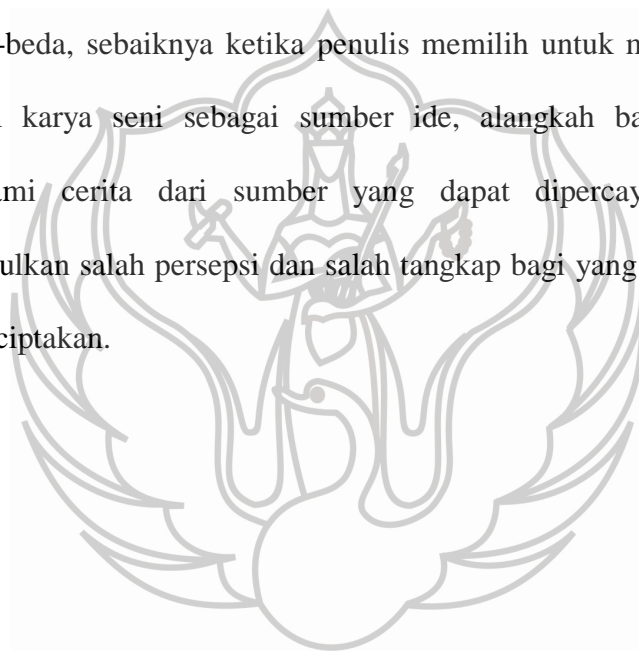 -beda, sebaiknya ketika penulis memilih untuk
karya seni sebagai sumber ide, alangkah
cerita dari sumber yang dapat
salah persepsi dan salah tangkap bagi yang
ciptakan.